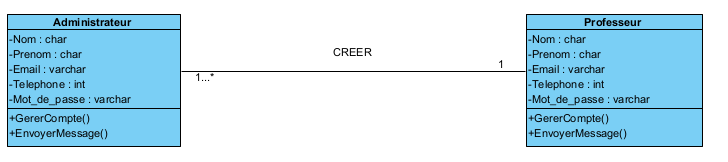 Administrateur
-Nom : char
-Prenom : char
-Email : varchar
-Telephone : int
-Mot_de_passe : varchar
+GererCompte()
+EnvoyerMessage()
CREER
1...*
1
Professeur
-Nom : char
-Prenom : char
-Email : varchar
-Telephone : int
-Mot_de_passe : varchar
+GererCompte()
+EnvoyerMessage()